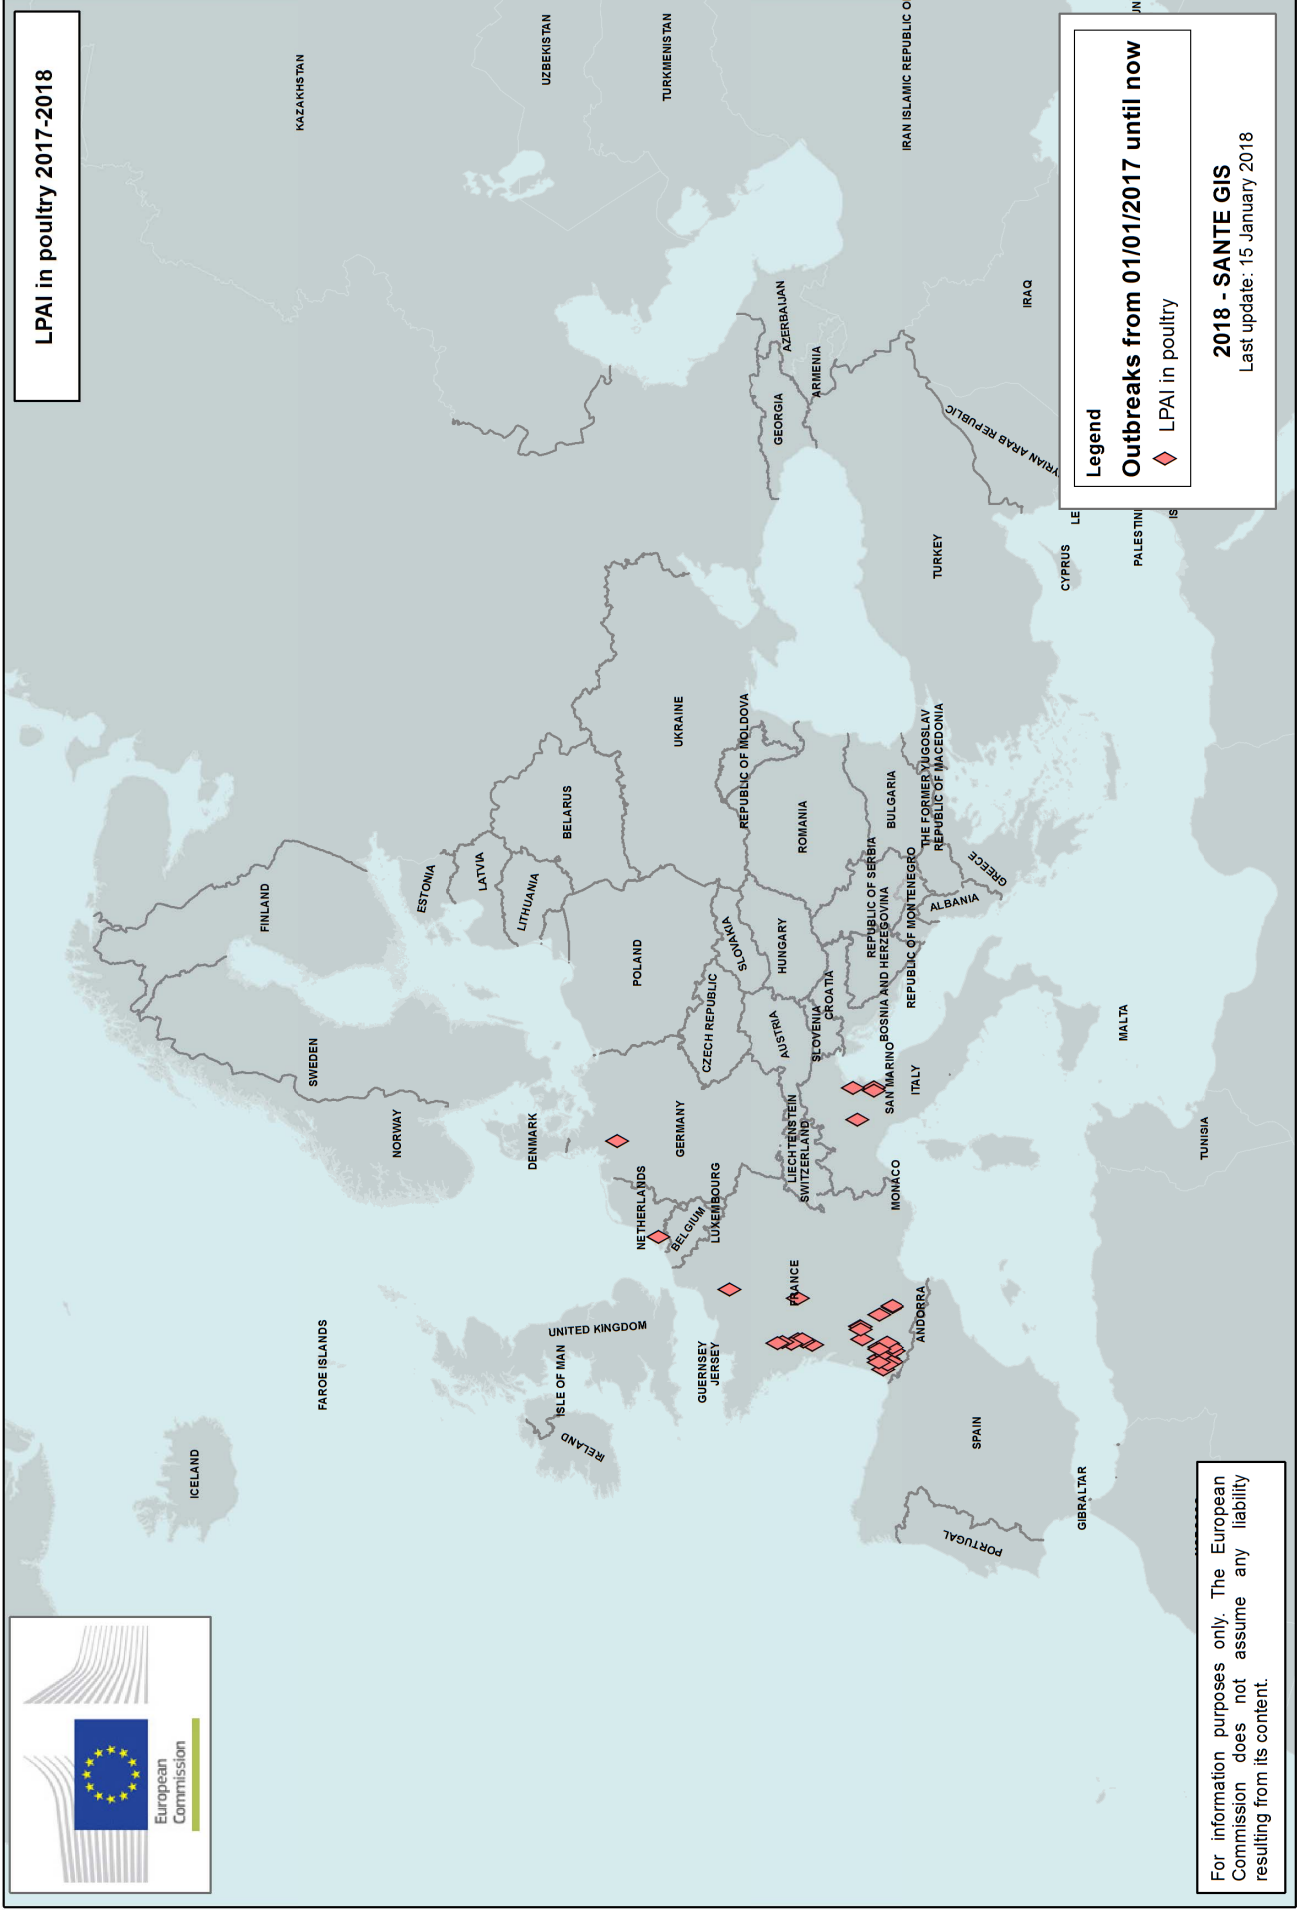 LPAI in poultry 2017-2018
European
Commission
ICELAND
FAROE ISLANDS
NORWAY
SWEDEN
FINLAND
KAZAKHSTAN
UZBEKISTAN
TURKMENISTAN
IRAN ISLAMIC REPUBLIC O
ESTONIA
LATVIA
LITHUANIA
BELARUS
DENMARK
ISLE OF MAN
UNITED KINGDOM
IRELAND
NETHERLANDS
BELGIUM
LUXEMBOURG
GERMANY
POLAND
CZECH REPUBLIC
SLOVAKIA
UKRAINE
GUERNSEY
JERSEY
FRANCE
LIECHTENSTEIN
SWITZERLAND
AUSTRIA
HUNGARY
REPUBLIC OF MOLDOVA
ROMANIA
SLOVENIA
CROATIA
REPUBLIC OF SERBIA
BOSNIA AND HERZEGOVINA
REPUBLIC OF MONTENEGRO
BULGARIA
THE FORMER YUGOSLAV
REPUBLIC OF MACEDONIA
ALBANIA
GREECE
SAN MARINO
ITALY
MONACO
ANDORRA
SPAIN
PORTUGAL
GIBRALTAR
MALTA
TUNISIA
GEORGIA
AZERBAIJAN
ARMENIA
TURKEY
IRAQ
YRIAN ARAB REPUBLIC
CYPRUS
LE
PALESTIN
IS
UN
Legend
Outbreaks from 01/01/2017 until now
LPAI in poultry
2018 - SANTE GIS
Last update: 15 January 2018
For information purposes only. The European
Commission does not assume any liability
resulting from its content.